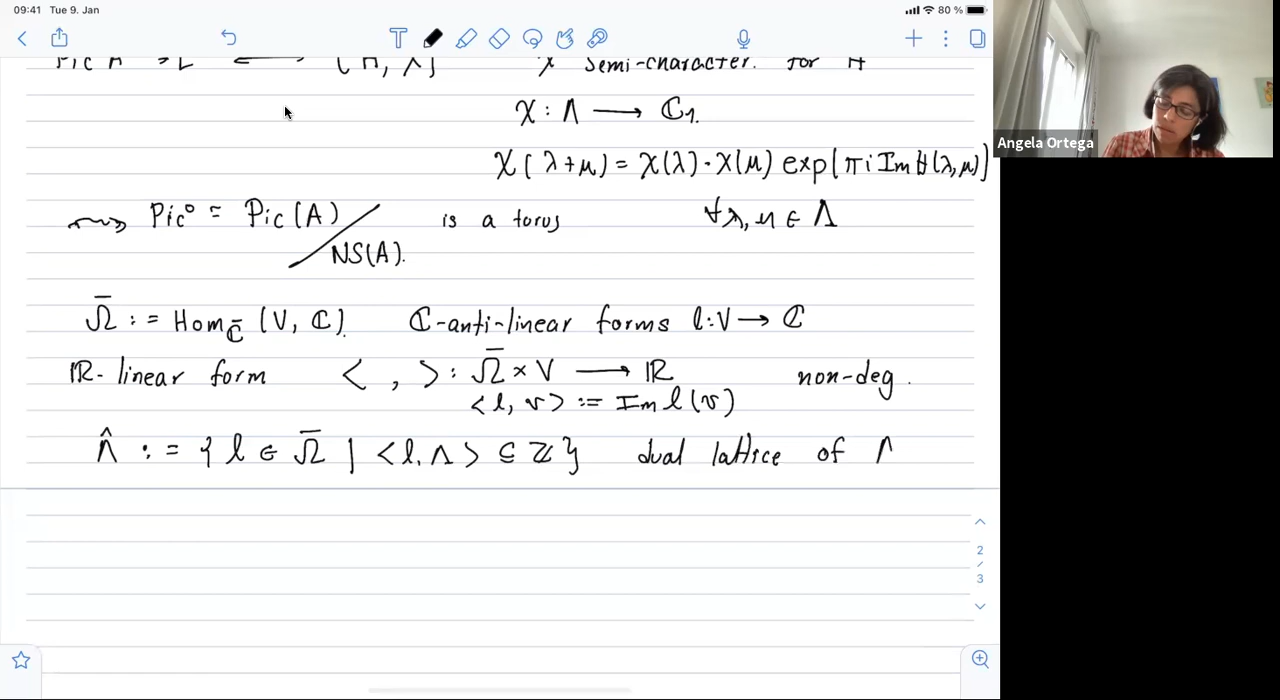 09:41 Tue 9. Jan
80 %
Pic A ∋ L ⟷ (H, χ) χ semi-character. for H
χ : Λ ⟶ ℂ₁.
χ(λ+μ) = χ(λ)·χ(μ) exp(πi Im H(λ,μ))
⇝ Pic⁰ = Pic(A) / NS(A). is a torus ∀λ, μ ∈ Λ
Ω̄ := Hom_ℂ̄ (V, ℂ). ℂ-anti-linear forms l:V ⟶ ℂ
ℝ-linear form < , > : Ω̄ × V ⟶ ℝ non-deg.
<l, v> := Im l(v)
Λ̂ := { l ∈ Ω̄ | <l, Λ> ⊆ ℤ } dual lattice of Λ
Angela Ortega
2
/
3